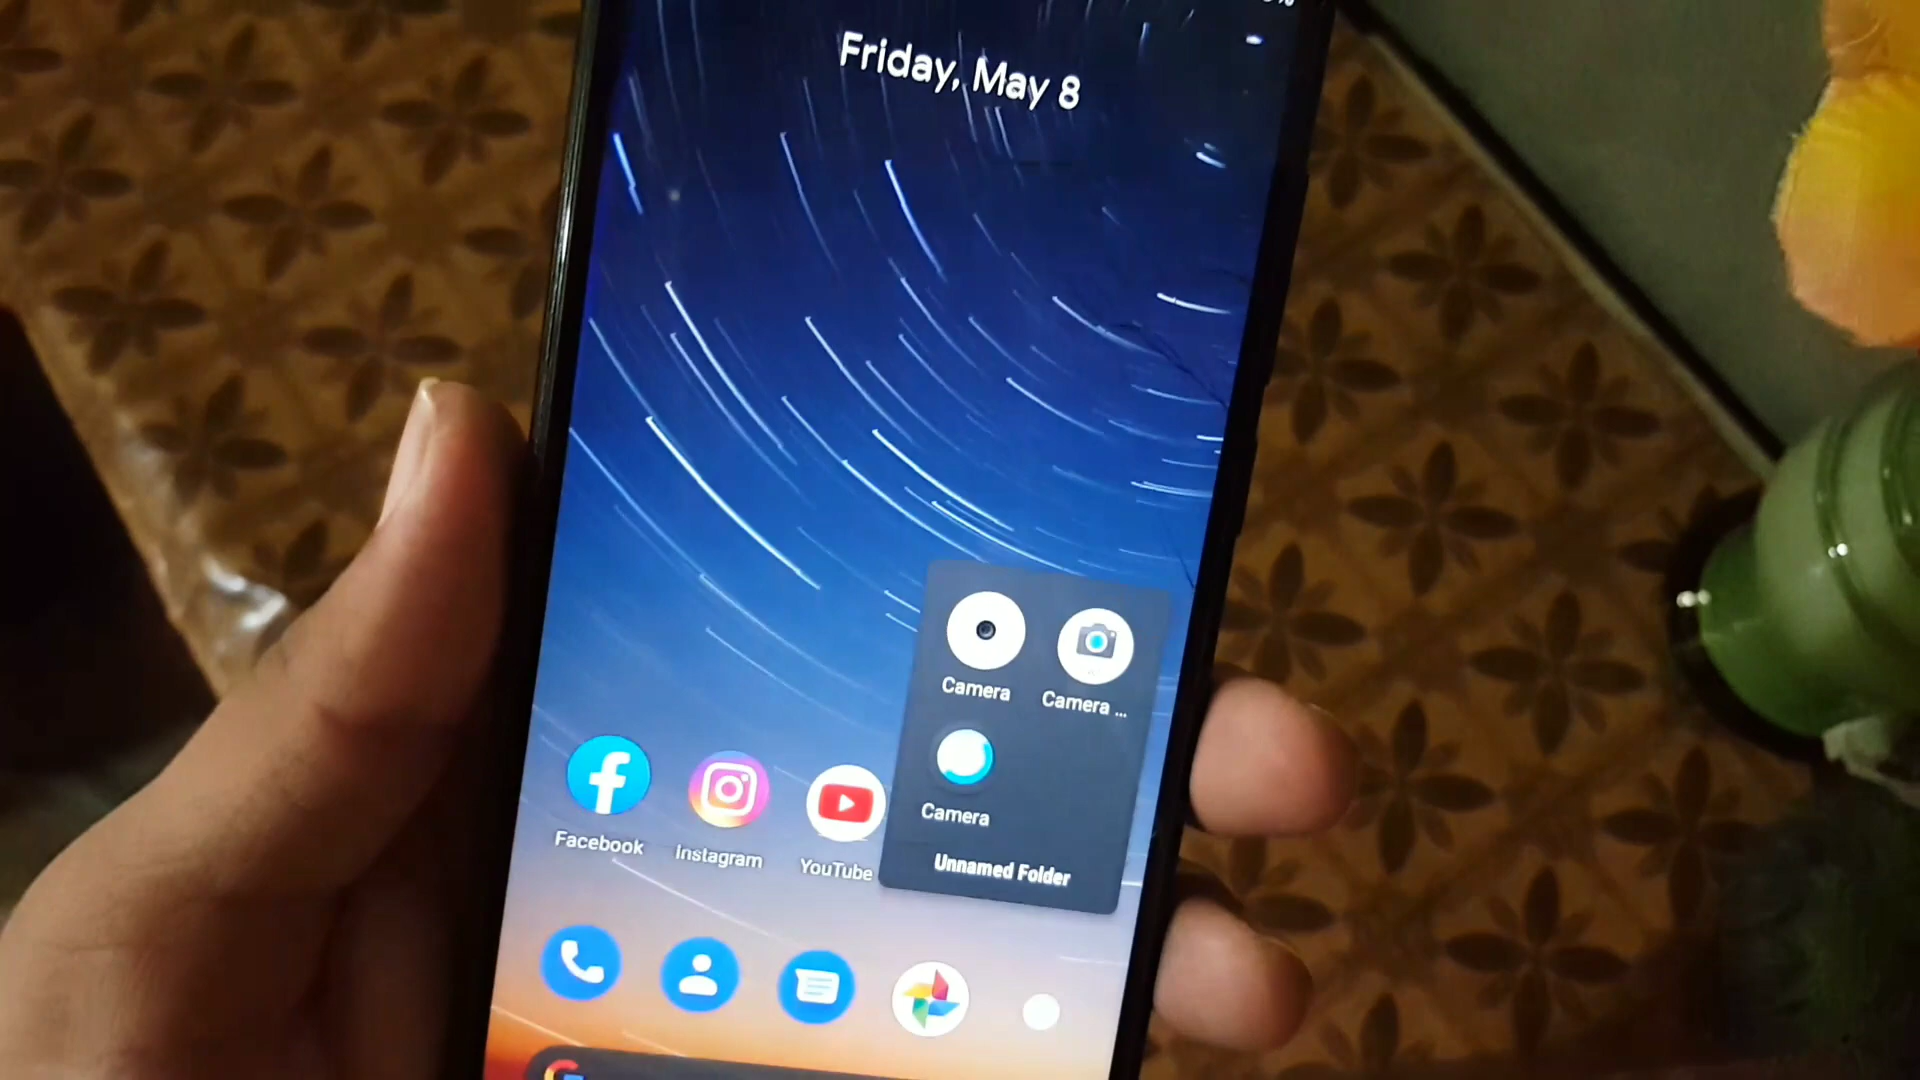 Friday, May 8
Camera
Camera ...
Camera
Unnamed Folder
Facebook
Instagram
YouTube